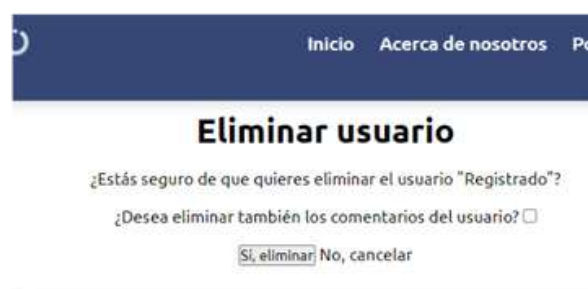 Inicio Acerca de nosotros Po
Eliminar usuario
¿Estás seguro de que quieres eliminar el usuario "Registrado"?
¿Desea eliminar también los comentarios del usuario?
Sí, eliminar No, cancelar